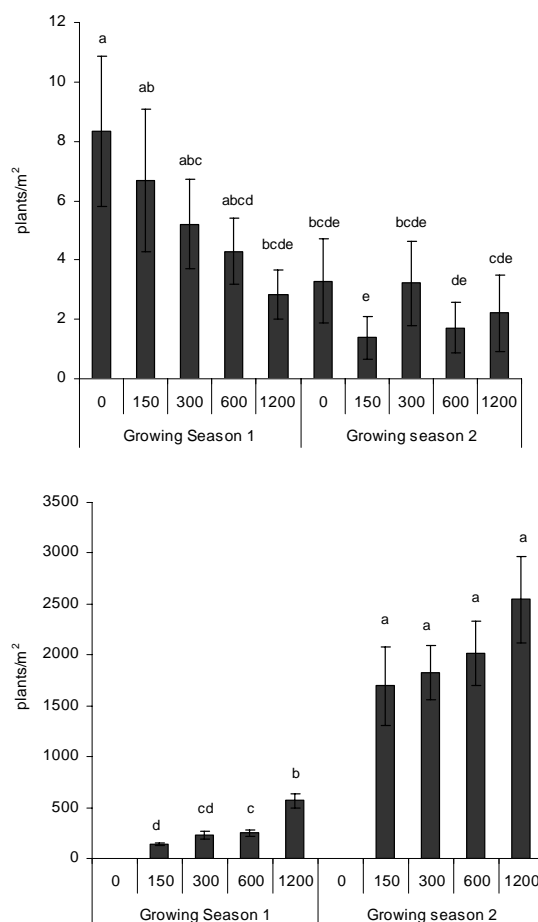 12
10
8
6
4
2
0
plants/m²
a
ab
abc
abcd
bcde
bcde
e
bcde
de
cde
0 150 300 600 1200 0 150 300 600 1200
Growing Season 1 Growing season 2
3500
3000
2500
2000
1500
1000
500
0
plants/m²
d
cd
c
b
a
a
a
a
0 150 300 600 1200 0 150 300 600 1200
Growing Season 1 Growing season 2